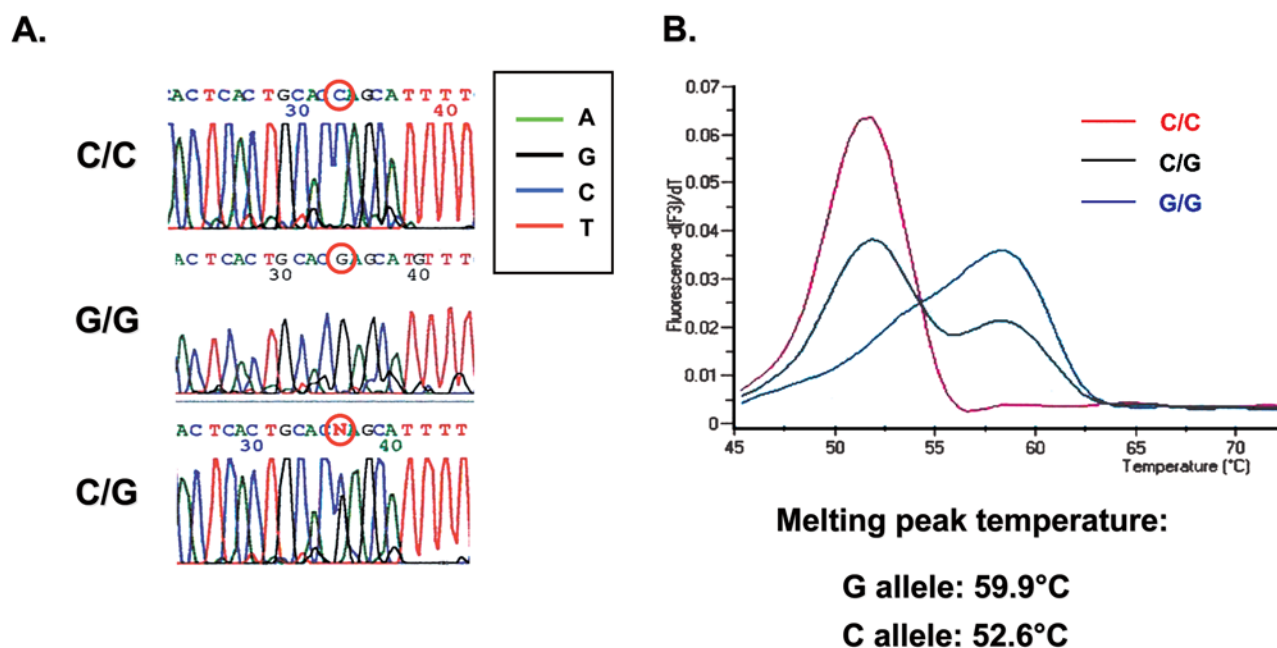 A.
C/C
CACTCACTGCAGCAGCATTTT
30 40
A
G
C
T
G/G
ACTCACTGCACGAGCATGTTT
30 40
C/G
ACTCACTGCACNAGCATTTT
30 40
B.
0.07
0.06
0.05
0.04
0.03
0.02
0.01
0
Fluorescence -d(F3)/dT
C/C
C/G
G/G
45 50 55 60 65 70
Temperature (°C)
Melting peak temperature:
G allele: 59.9°C
C allele: 52.6°C